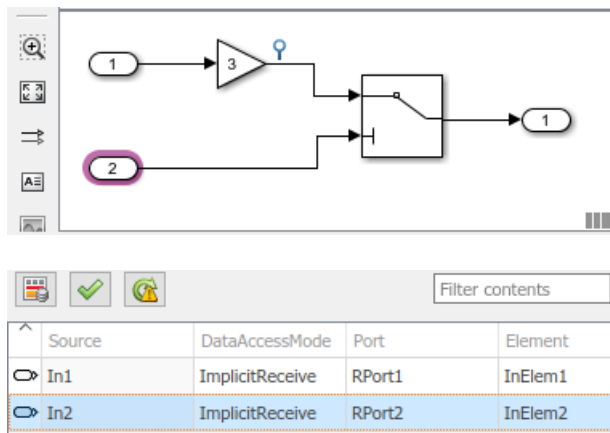 1
3
2
1
A
Filter contents
Source DataAccessMode Port Element
In1 ImplicitReceive RPort1 InElem1
In2 ImplicitReceive RPort2 InElem2